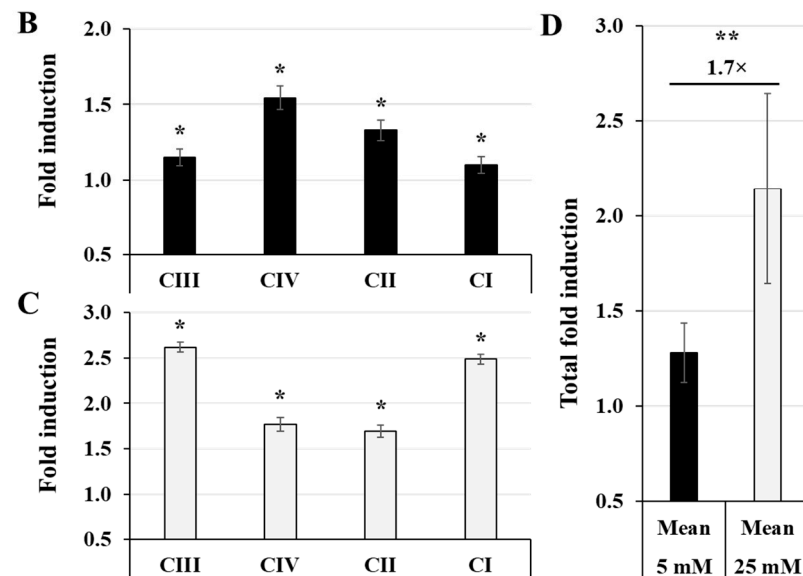 B
Fold induction
2.0
1.5
1.0
0.5
*
*
*
*
CIII CIV CII CI
C
Fold induction
3.0
2.5
2.0
1.5
1.0
0.5
*
*
*
*
CIII CIV CII CI
D
Total fold induction
3.0
2.5
2.0
1.5
1.0
0.5
**
1.7×
Mean Mean
5 mM 25 mM